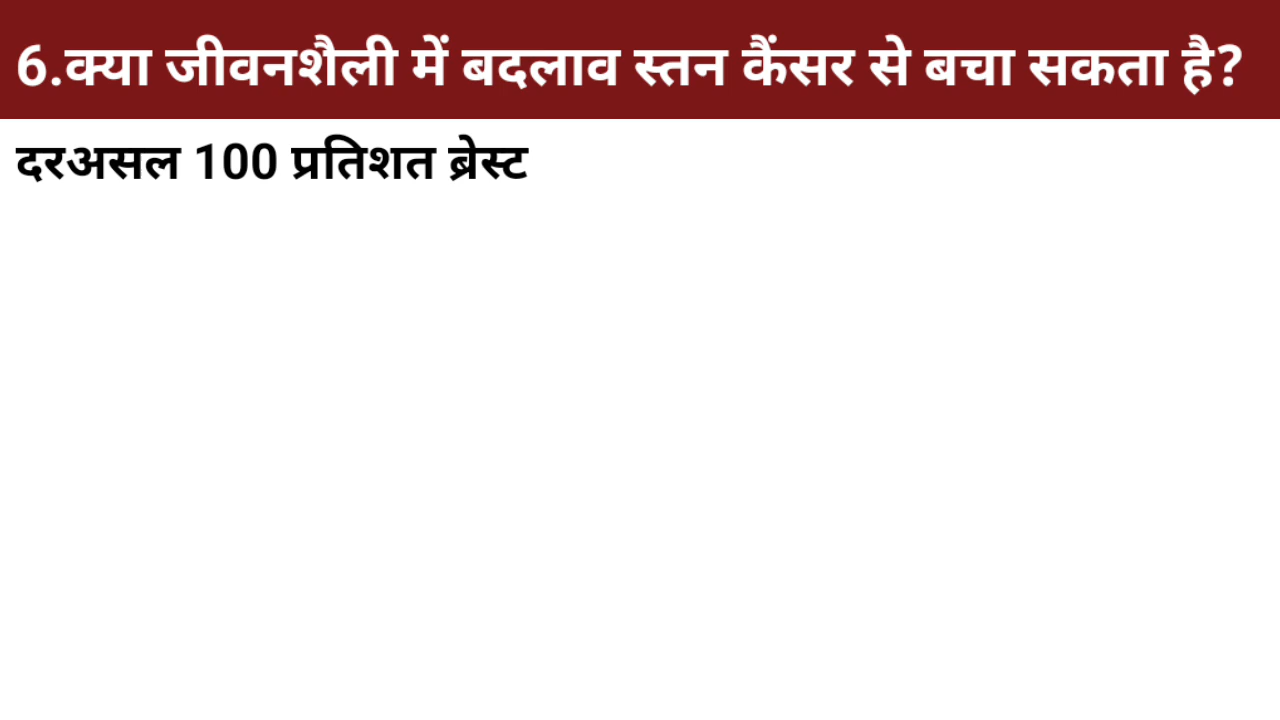 6.क्या जीवनशैली में बदलाव स्तन कैंसर से बचा सकता है?
दरअसल 100 प्रतिशत ब्रेस्ट